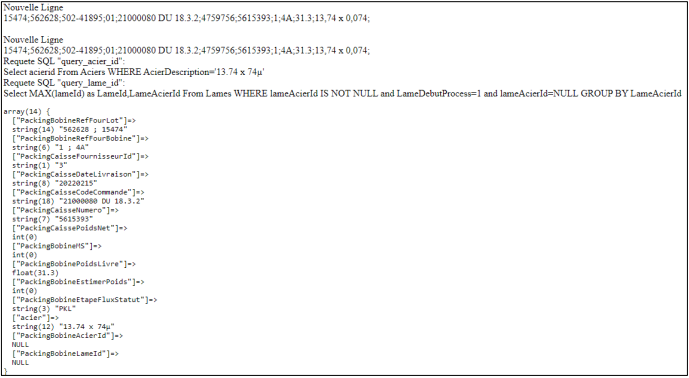 Nouvelle Ligne
15474;562628;502-41895;01;21000080 DU 18.3.2;4759756;5615393;1;4A;31.3;13,74 x 0,074;
Nouvelle Ligne
15474;562628;502-41895;01;21000080 DU 18.3.2;4759756;5615393;1;4A;31.3;13,74 x 0,074;
Requete SQL "query_acier_id":
Select acierid From Aciers WHERE AcierDescription='13.74 x 74µ'
Requete SQL "query_lame_id":
Select MAX(lameId) as LameId,LameAcierId From Lames WHERE lameAcierId IS NOT NULL and LameDebutProcess=1 and lameAcierId=NULL GROUP BY LameAcierId
array(14) {
["PackingBobineRefFourLot"]=>
string(14) "562628 ; 15474"
["PackingBobineRefFourBobine"]=>
string(6) "1 ; 4A"
["PackingCaisseFournisseurId"]=>
string(1) "3"
["PackingCaisseDateLivraison"]=>
string(8) "20220215"
["PackingCaisseCodeCommande"]=>
string(18) "21000080 DU 18.3.2"
["PackingCaisseNumero"]=>
string(7) "5615393"
["PackingCaissePoidsNet"]=>
int(0)
["PackingBobineMS"]=>
int(0)
["PackingBobinePoidsLivre"]=>
float(31.3)
["PackingBobineEstimerPoids"]=>
int(0)
["PackingBobineEtapeFluxStatut"]=>
string(3) "PKL"
["acier"]=>
string(12) "13.74 x 74µ"
["PackingBobineAcierId"]=>
NULL
["PackingBobineLameId"]=>
NULL
}